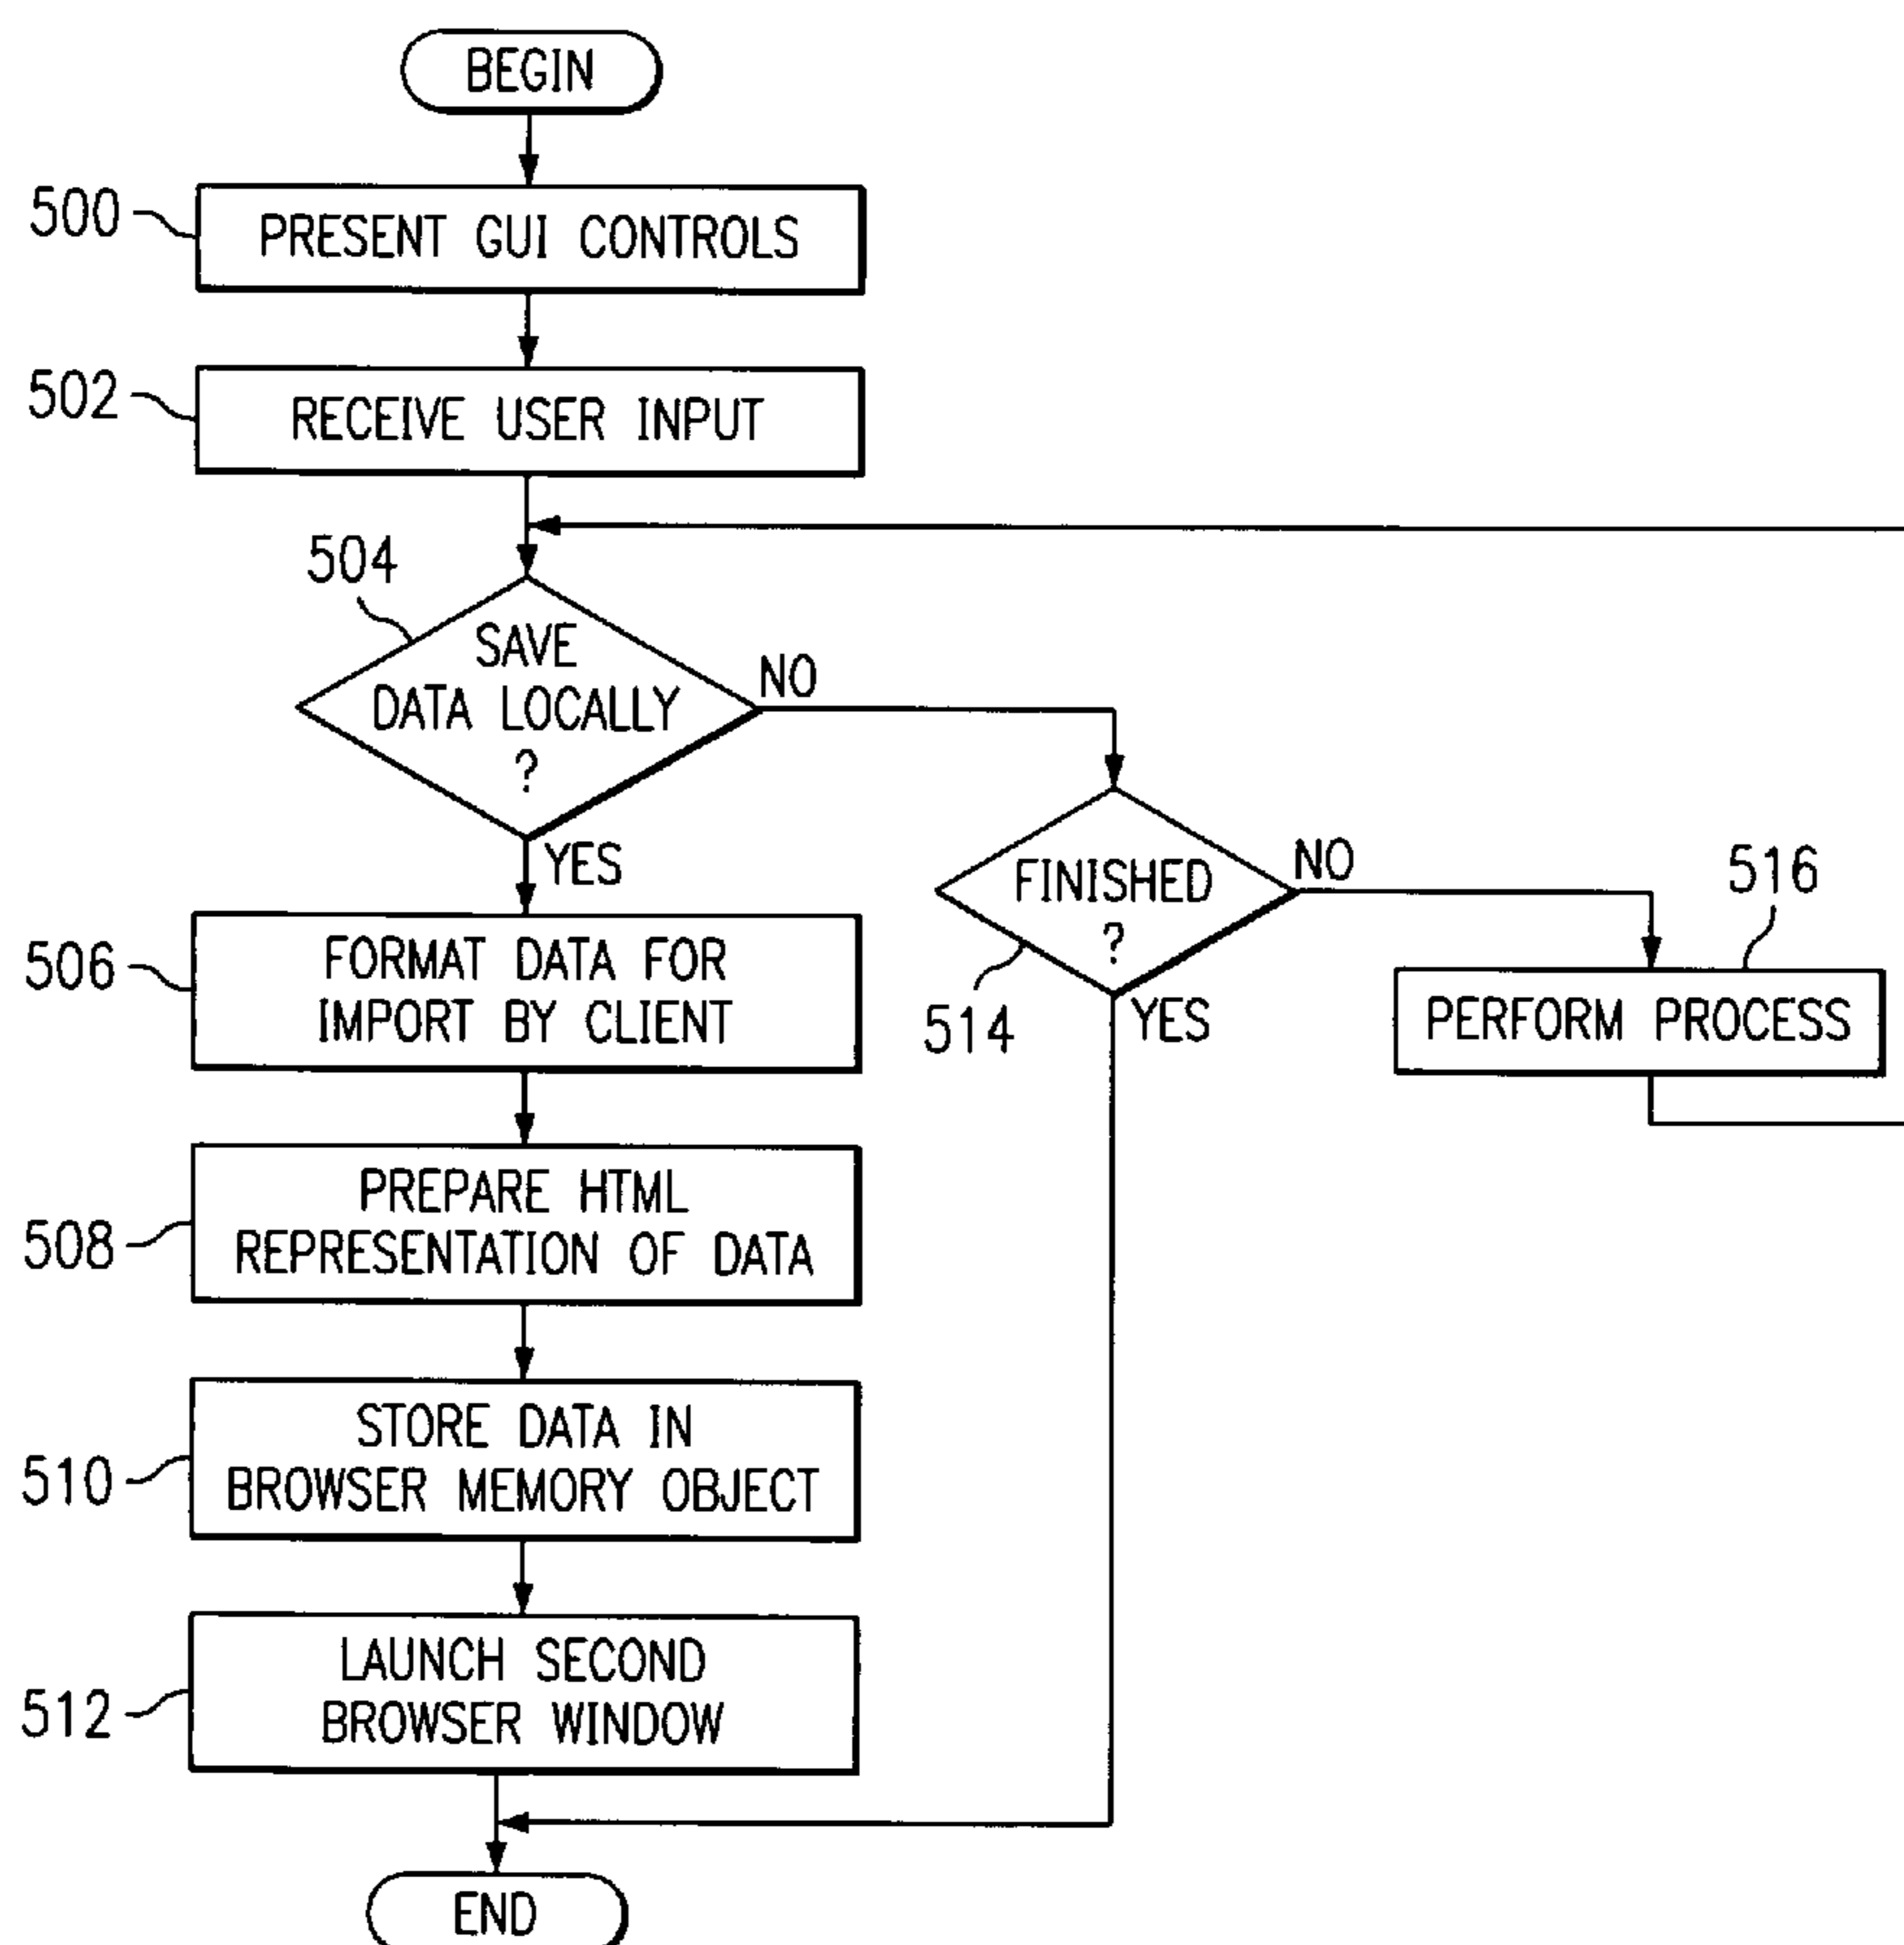 BEGIN
500
PRESENT GUI CONTROLS
502
RECEIVE USER INPUT
504
SAVE
DATA LOCALLY
?
NO
YES
FINISHED
?
NO
514
YES
516
PERFORM PROCESS
506
FORMAT DATA FOR
IMPORT BY CLIENT
508
PREPARE HTML
REPRESENTATION OF DATA
510
STORE DATA IN
BROWSER MEMORY OBJECT
512
LAUNCH SECOND
BROWSER WINDOW
END